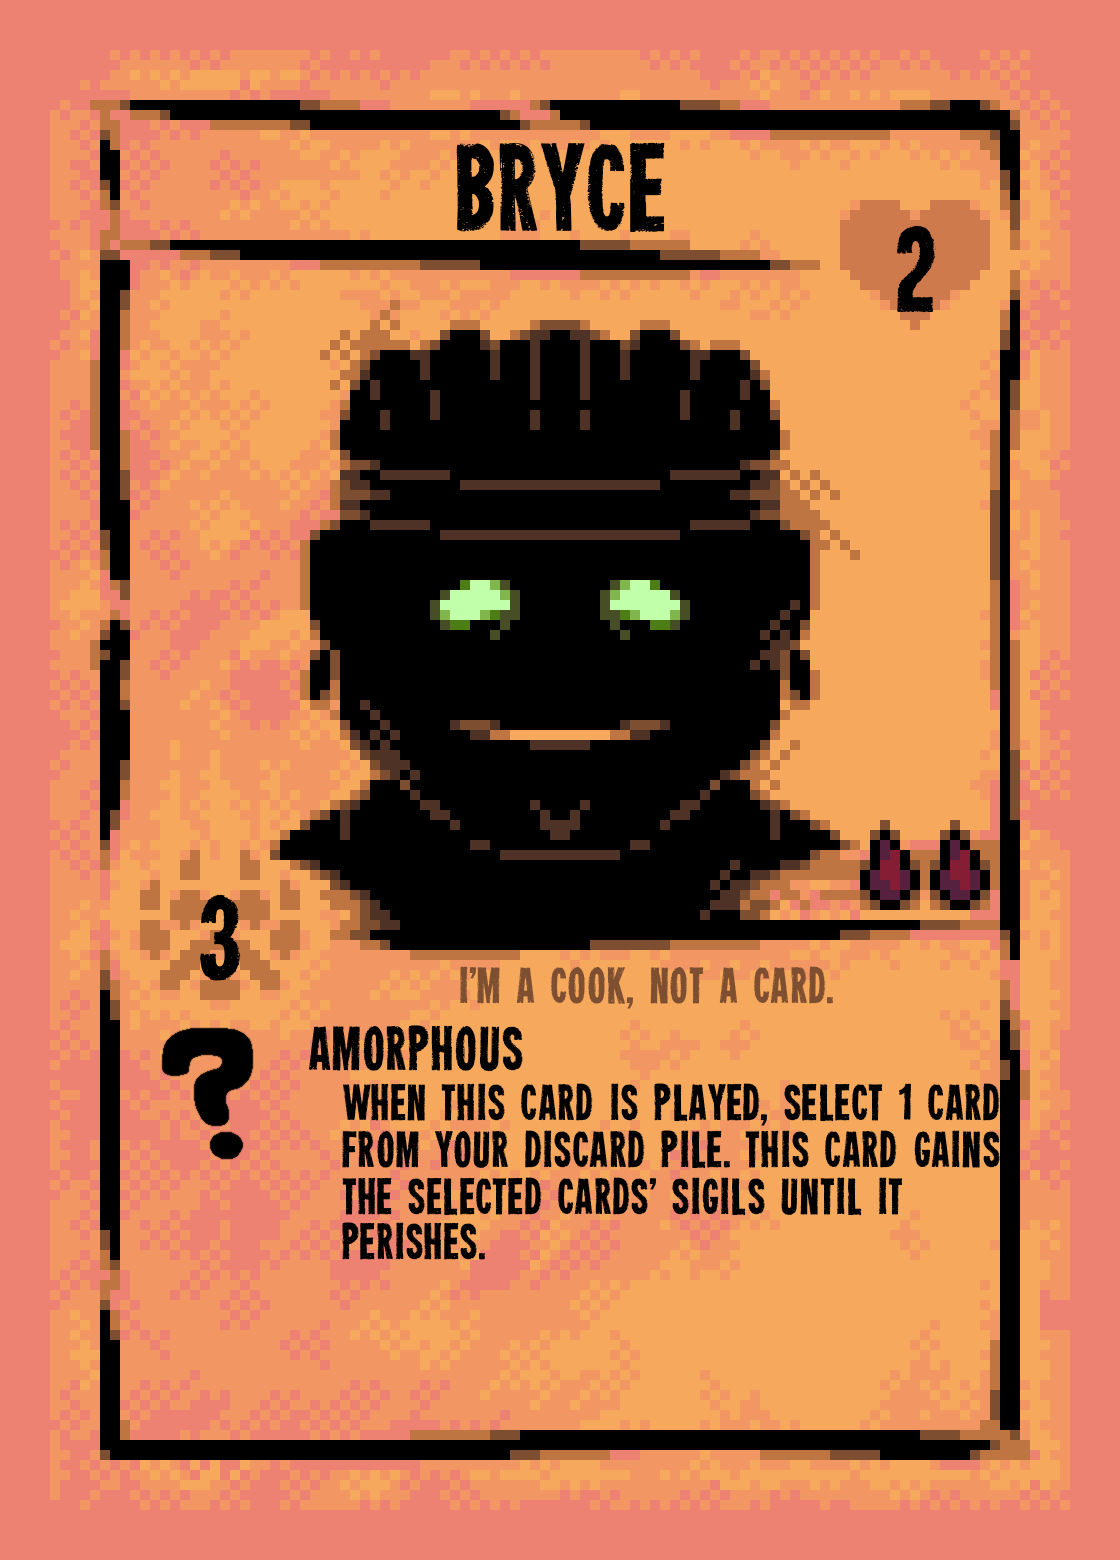 BRYCE
2
3
I'M A COOK, NOT A CARD.
?
AMORPHOUS
WHEN THIS CARD IS PLAYED, SELECT 1 CARD
FROM YOUR DISCARD PILE. THIS CARD GAINS
THE SELECTED CARDS' SIGILS UNTIL IT
PERISHES.